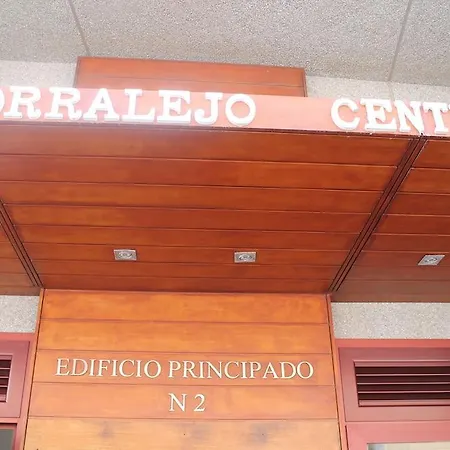 ORRALEJO CENT
EDIFICIO PRINCIPADO
N 2